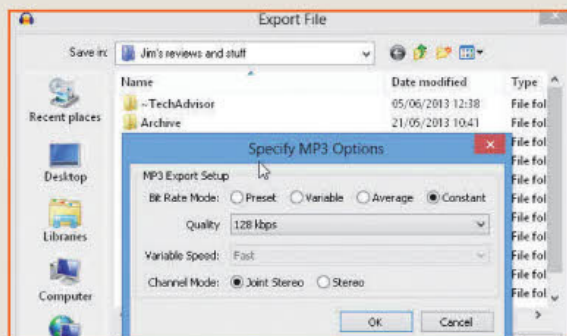 Export File
Save in: Jim's reviews and stuff
Name Date modified Type
~TechAdvisor 05/06/2013 12:38 File fol
Archive 21/05/2013 10:41 File fol
File fol
File fol
File fol
File fol
File fol
File fol
File fol
File fol
Recent places
Desktop
Libraries
Computer
Specify MP3 Options
MP3 Export Setup
Bit Rate Mode: Preset Variable Average Constant
Quality 128 kbps
Variable Speed: Fast
Channel Mode: Joint Stereo Stereo
OK Cancel